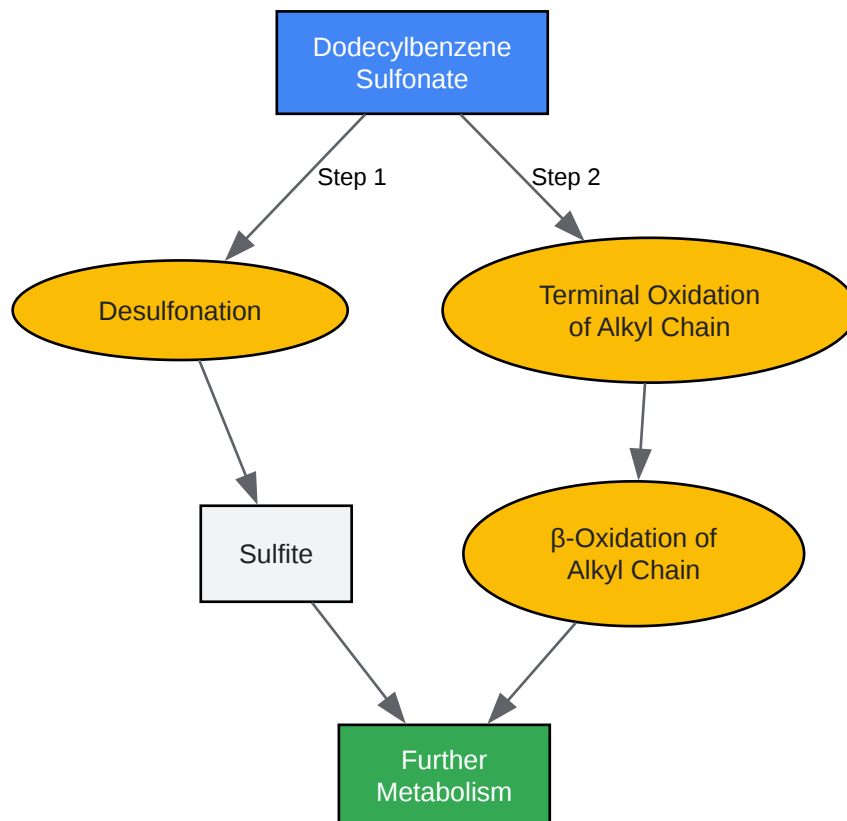 Dodecylbenzene
Sulfonate
Step 1
Step 2
Desulfonation
Terminal Oxidation
of Alkyl Chain
Sulfite
β-Oxidation of
Alkyl Chain
Further
Metabolism